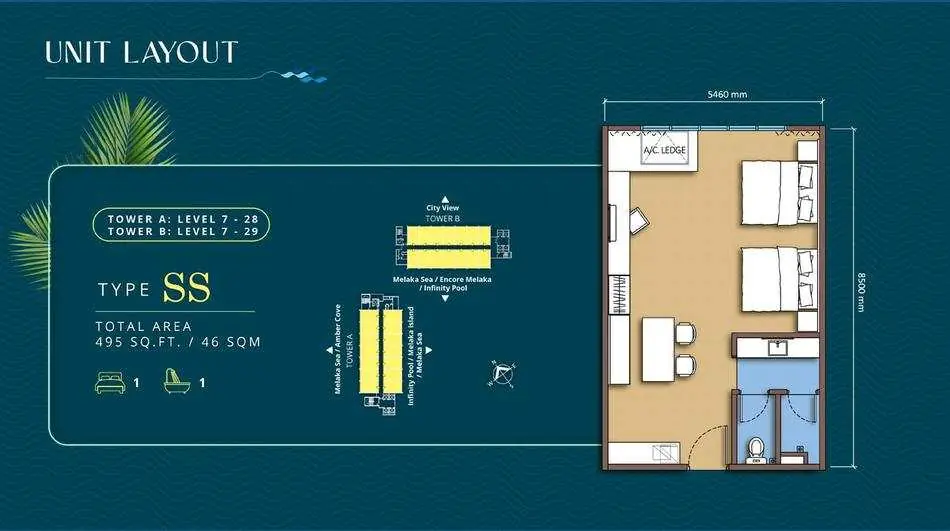 UNIT LAYOUT
5460 mm
A/C. LEDGE
TOWER A: LEVEL 7 - 28
TOWER B: LEVEL 7 - 29
City View
TOWER B
Melaka Sea / Encore Melaka
/ Infinity Pool
8500 mm
TYPE SS
TOTAL AREA
495 SQ.FT. / 46 SQM
1
1
Melaka Sea / Amber Cove
TOWER A
Infinity Pool / Melaka Island
/ Melaka Sea
N
E
S
W